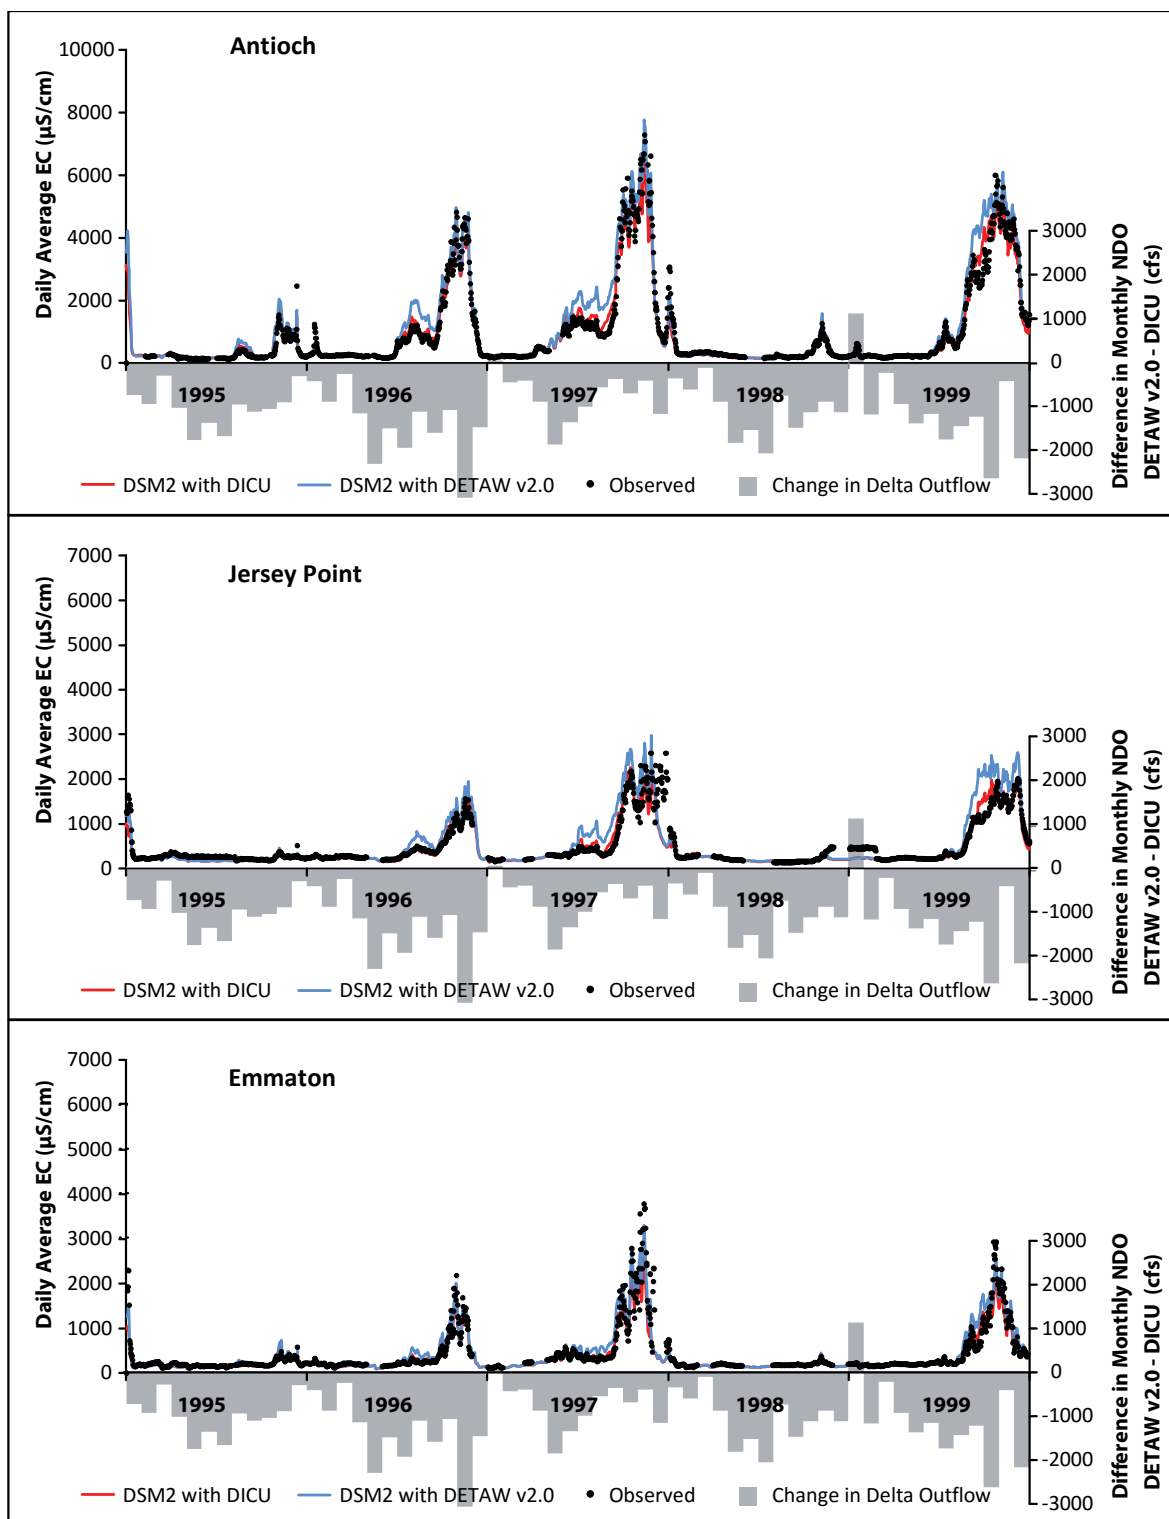 Antioch
Daily Average EC (µS/cm)
10000
8000
6000
4000
2000
0
3000
2000
1000
0
-1000
-2000
-3000
Difference in Monthly NDO
DETAW v2.0 - DICU (cfs)
1995 1996 1997 1998 1999
DSM2 with DICU DSM2 with DETAW v2.0 Observed Change in Delta Outflow
Jersey Point
Daily Average EC (µS/cm)
7000
6000
5000
4000
3000
2000
1000
0
3000
2000
1000
0
-1000
-2000
-3000
Difference in Monthly NDO
DETAW v2.0 - DICU (cfs)
1995 1996 1997 1998 1999
DSM2 with DICU DSM2 with DETAW v2.0 Observed Change in Delta Outflow
Emmaton
Daily Average EC (µS/cm)
7000
6000
5000
4000
3000
2000
1000
0
3000
2000
1000
0
-1000
-2000
-3000
Difference in Monthly NDO
DETAW v2.0 - DICU (cfs)
1995 1996 1997 1998 1999
DSM2 with DICU DSM2 with DETAW v2.0 Observed Change in Delta Outflow